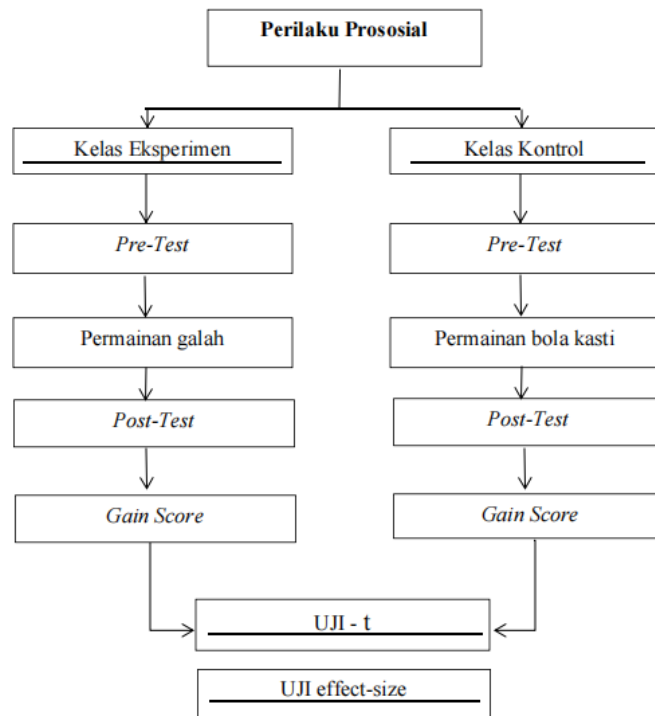 Perilaku Prososial
Kelas Eksperimen
Kelas Kontrol
Pre-Test
Pre-Test
Permainan galah
Permainan bola kasti
Post-Test
Post-Test
Gain Score
Gain Score
UJI - t
UJI effect-size